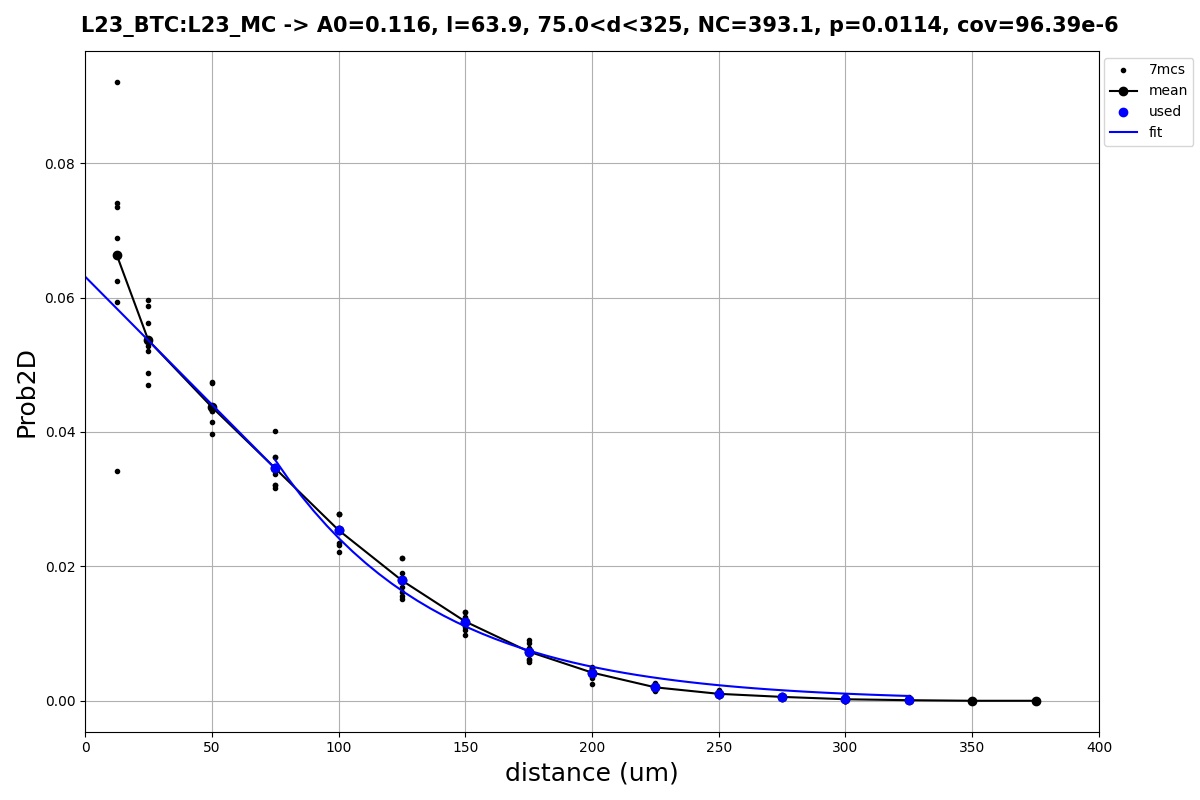 L23_BTC:L23_MC -> A0=0.116, l=63.9, 75.0<d<325, NC=393.1, p=0.0114, cov=96.39e-6
7mcs
mean
used
fit
0.08
0.06
0.04
0.02
0.00
Prob2D
0 50 100 150 200 250 300 350 400
distance (um)